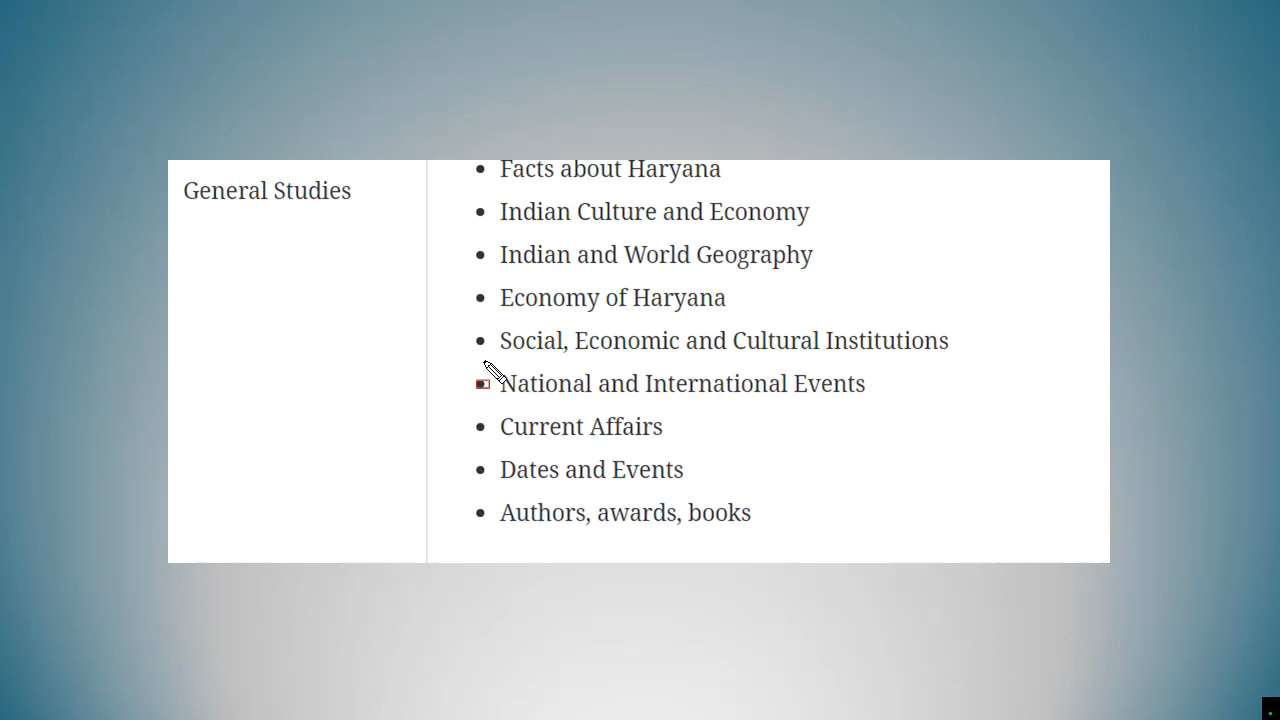 General Studies
• Facts about Haryana
• Indian Culture and Economy
• Indian and World Geography
• Economy of Haryana
• Social, Economic and Cultural Institutions
• National and International Events
• Current Affairs
• Dates and Events
• Authors, awards, books